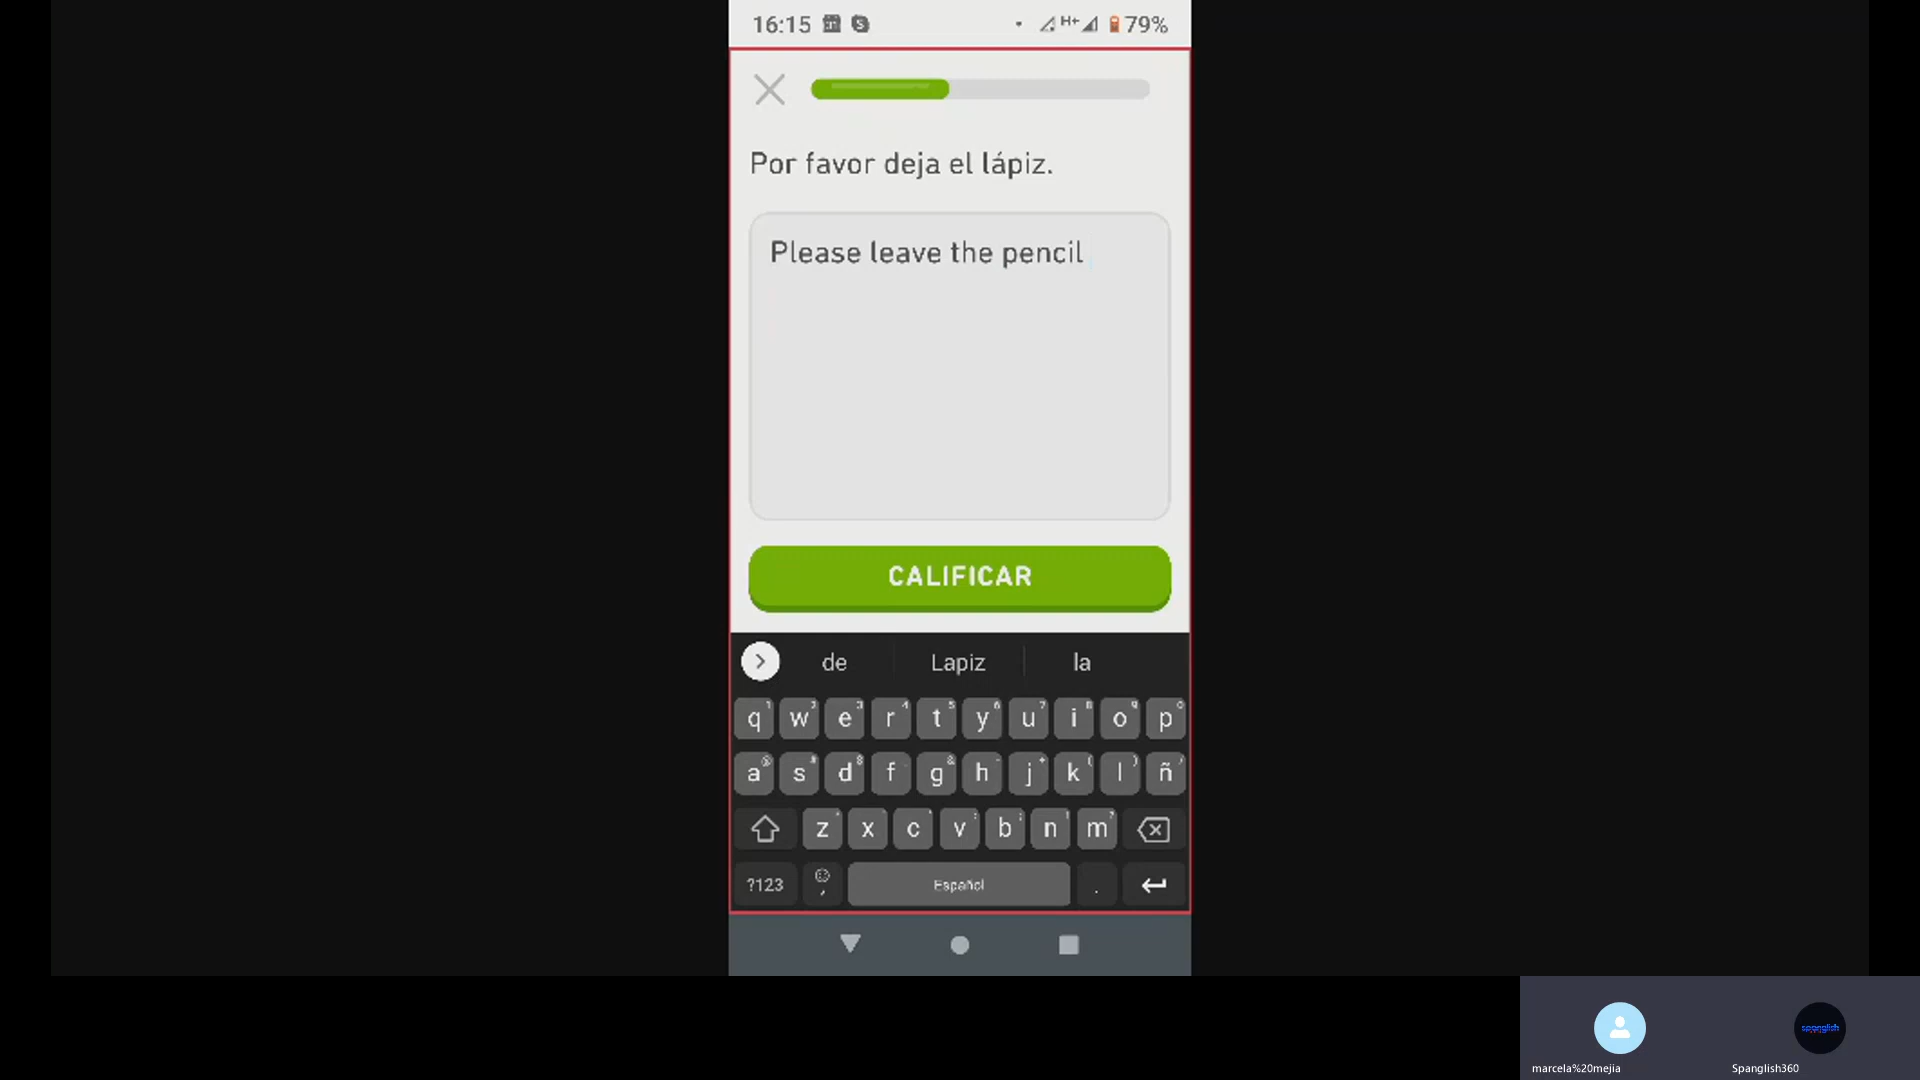 16:15 H+ 79%
Por favor deja el lápiz.
Please leave the pencil
CALIFICAR
de Lapiz la
q w e r t y u i o p
a s d f g h j k l ñ
z x c v b n m
?123 , Español .
spanglish
marcela%20mejia Spanglish360